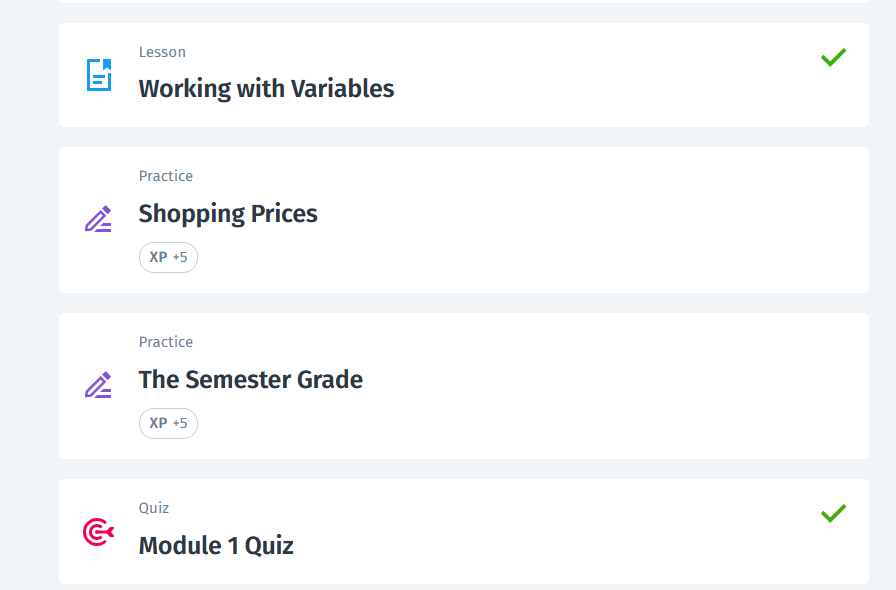 Lesson
Working with Variables
Practice
Shopping Prices
XP +5
Practice
The Semester Grade
XP +5
Quiz
Module 1 Quiz